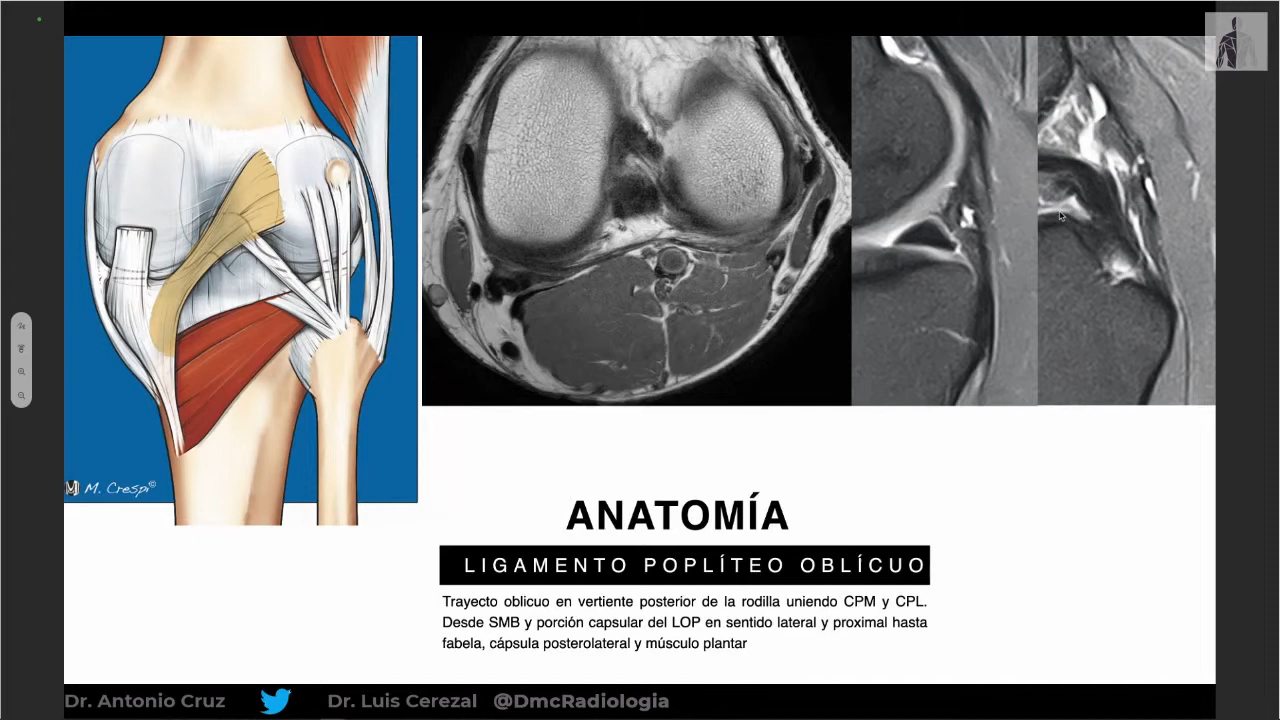 M. Crespi©
ANATOMÍA
LIGAMENTO POPLÍTEO OBLÍCUO
Trayecto oblicuo en vertiente posterior de la rodilla uniendo CPM y CPL.
Desde SMB y porción capsular del LOP en sentido lateral y proximal hasta
fabela, cápsula posterolateral y músculo plantar
Dr. Antonio Cruz Dr. Luis Cerezal @DmcRadiologia